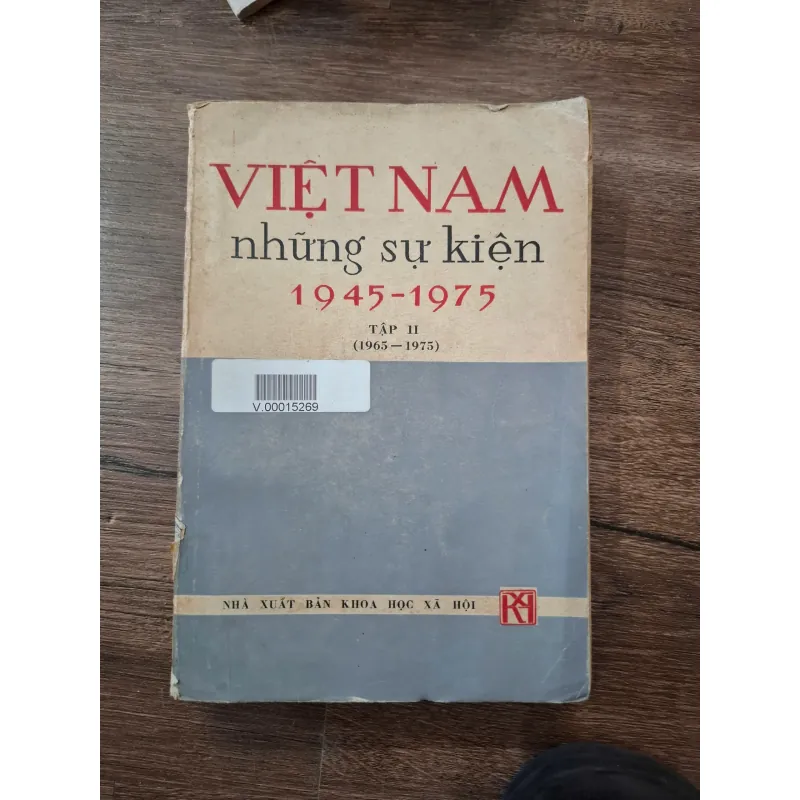 VIỆT NAM
những sự kiện
1945-1975
TẬP II
(1965 — 1975)
V.00015269
NHÀ XUẤT BẢN KHOA HỌC XÃ HỘI
KHXH